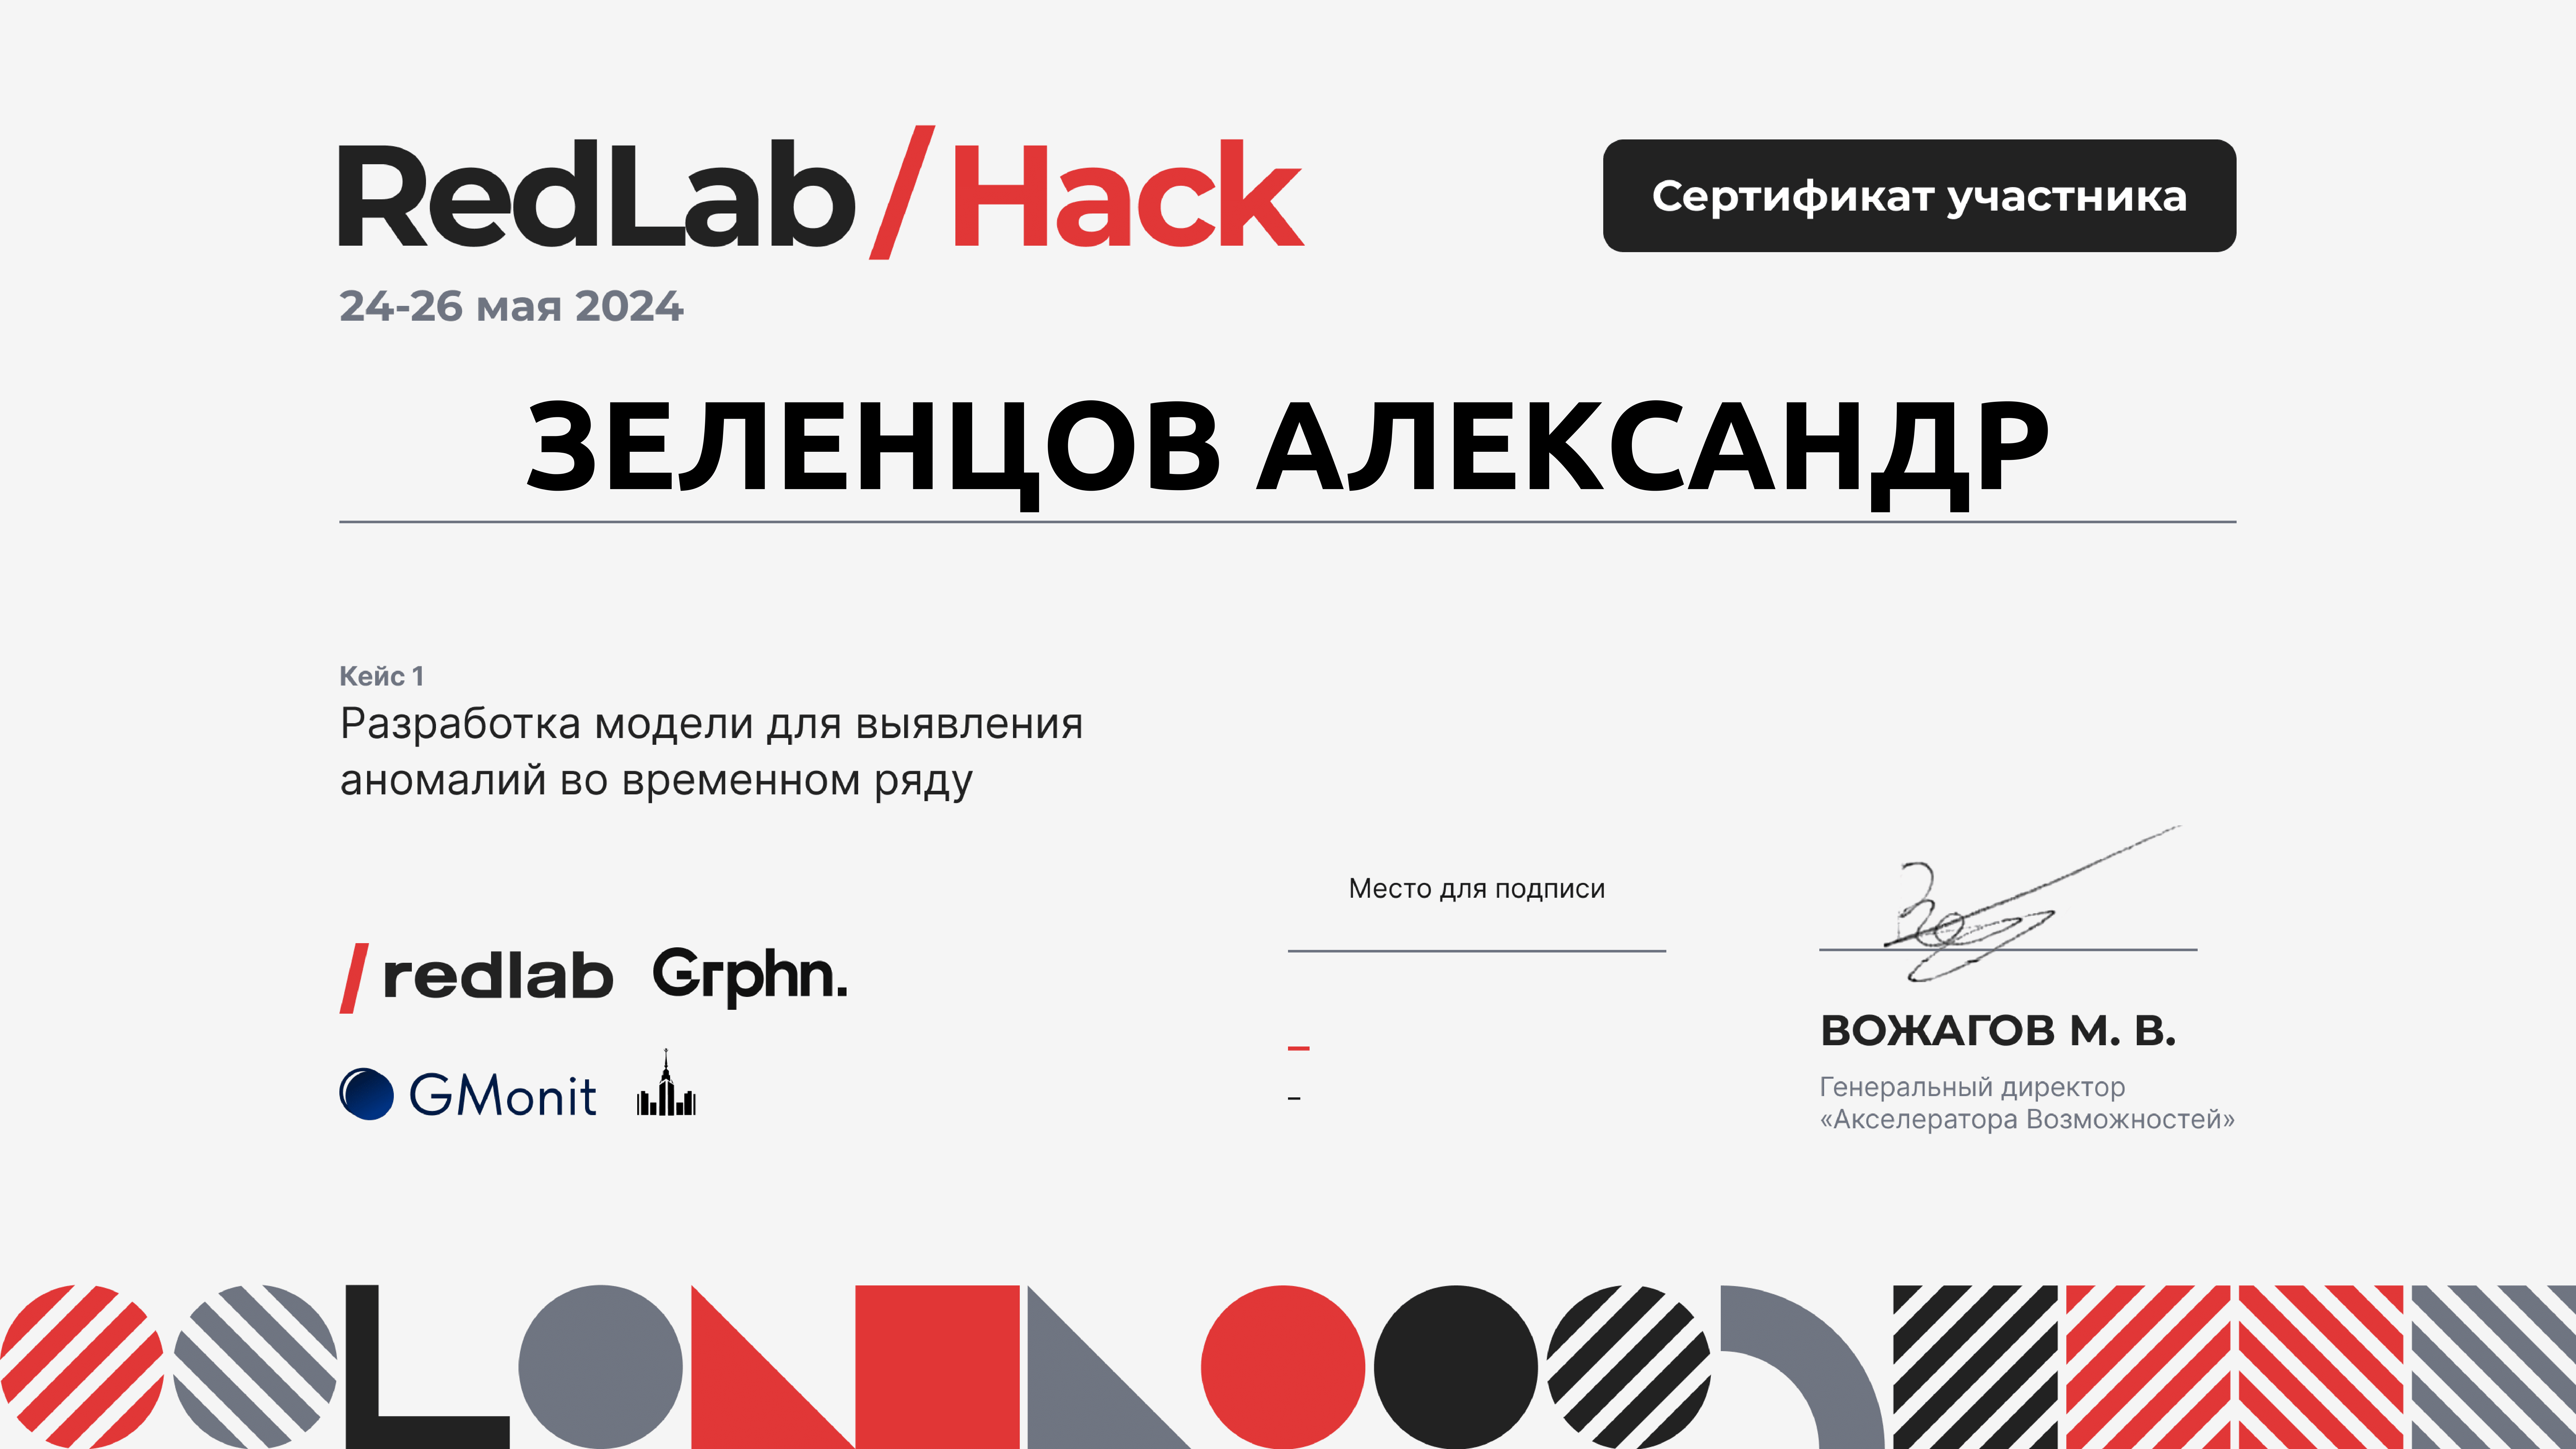 RedLab/Hack
Сертификат участника
24-26 мая 2024
ЗЕЛЕНЦОВ АЛЕКСАНДР
Кейс 1
Разработка модели для выявления
аномалий во временном ряду
Место для подписи
/redlab Grphn.
GMonit
–
–
ВОЖАГОВ М. В.
Генеральный директор
«Акселератора Возможностей»